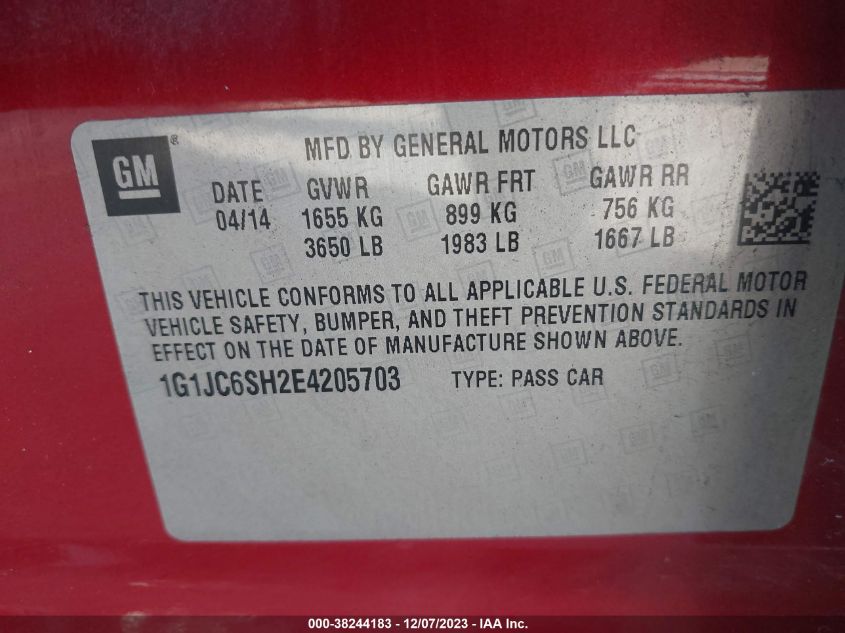 GM®
MFD BY GENERAL MOTORS LLC
DATE GVWR GAWR FRT GAWR RR
04/14 1655 KG 899 KG 756 KG
3650 LB 1983 LB 1667 LB
THIS VEHICLE CONFORMS TO ALL APPLICABLE U.S. FEDERAL MOTOR
VEHICLE SAFETY, BUMPER, AND THEFT PREVENTION STANDARDS IN
EFFECT ON THE DATE OF MANUFACTURE SHOWN ABOVE.
1G1JC6SH2E4205703 TYPE: PASS CAR
000-38244183 - 12/07/2023 - IAA Inc.